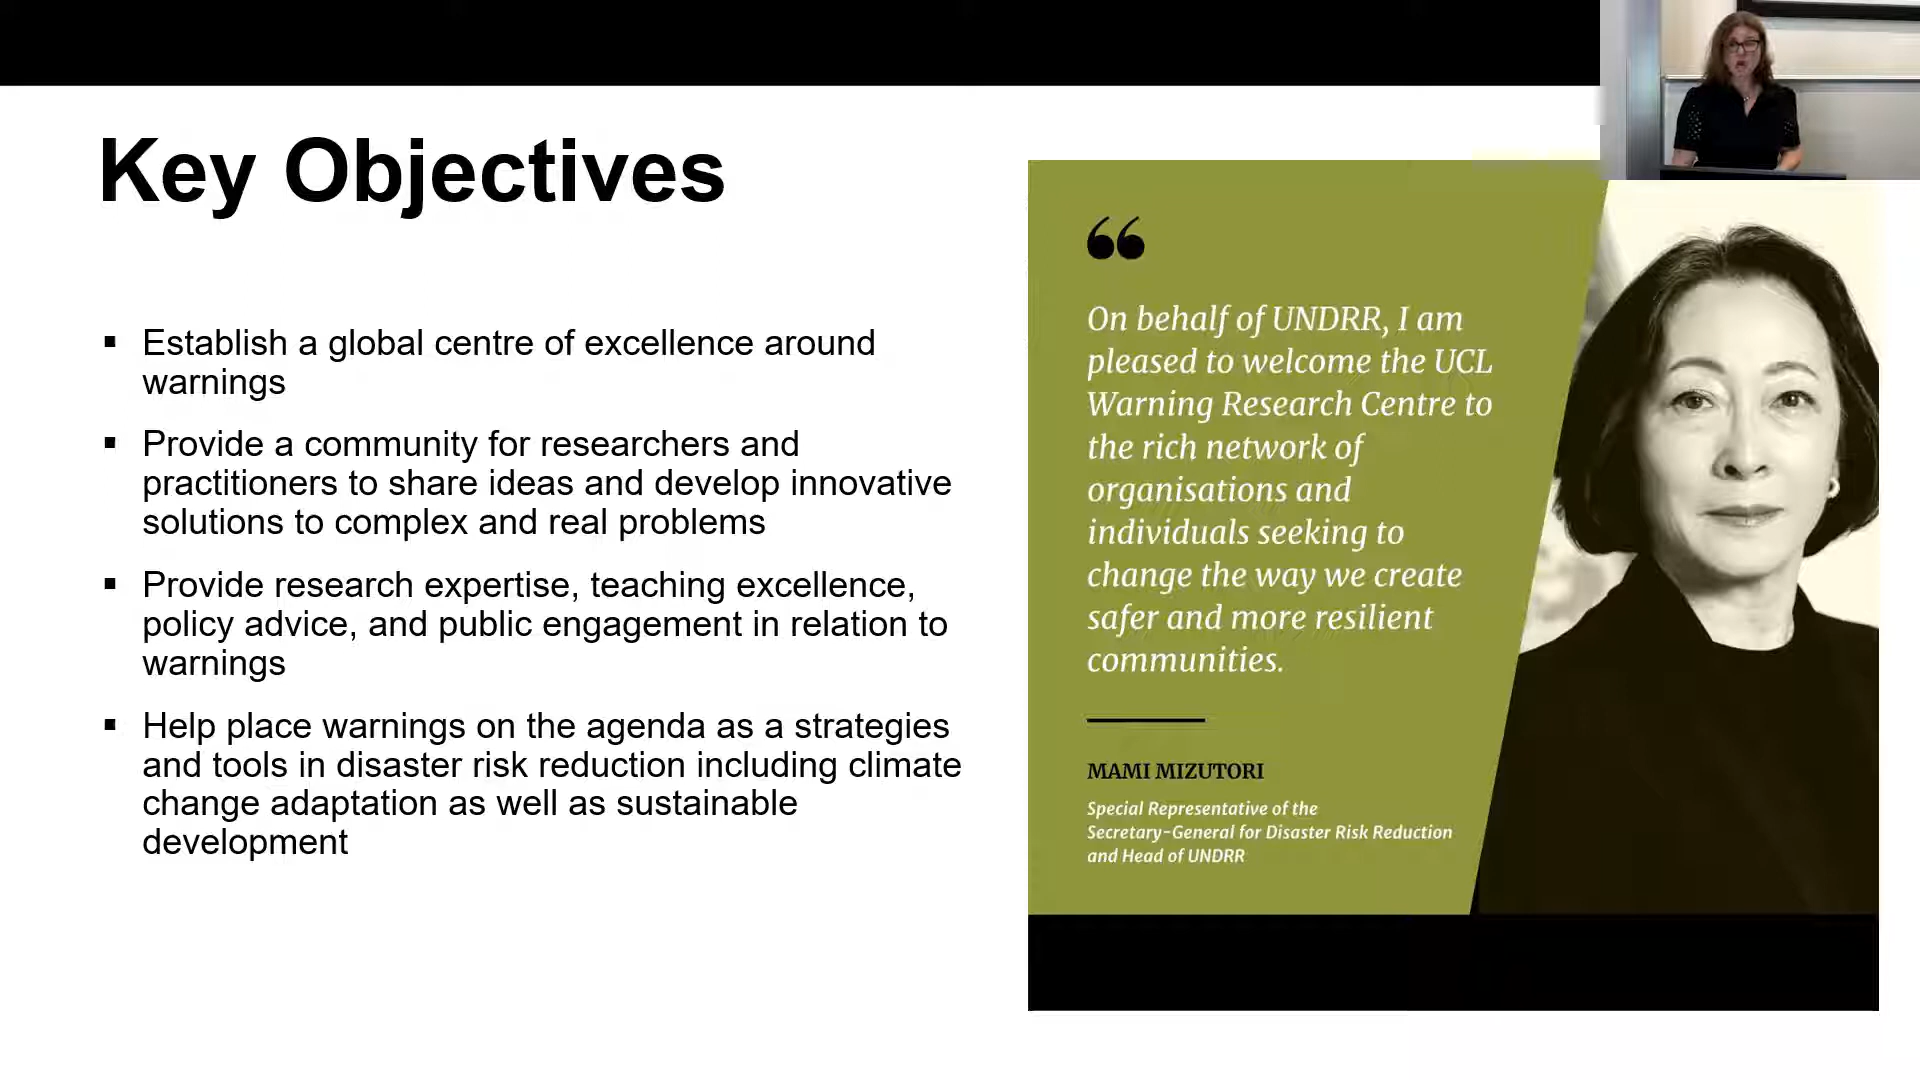 Key Objectives
▪ Establish a global centre of excellence around
warnings
▪ Provide a community for researchers and
practitioners to share ideas and develop innovative
solutions to complex and real problems
▪ Provide research expertise, teaching excellence,
policy advice, and public engagement in relation to
warnings
▪ Help place warnings on the agenda as a strategies
and tools in disaster risk reduction including climate
change adaptation as well as sustainable
development
“
On behalf of UNDRR, I am
pleased to welcome the UCL
Warning Research Centre to
the rich network of
organisations and
individuals seeking to
change the way we create
safer and more resilient
communities.
MAMI MIZUTORI
Special Representative of the
Secretary-General for Disaster Risk Reduction
and Head of UNDRR